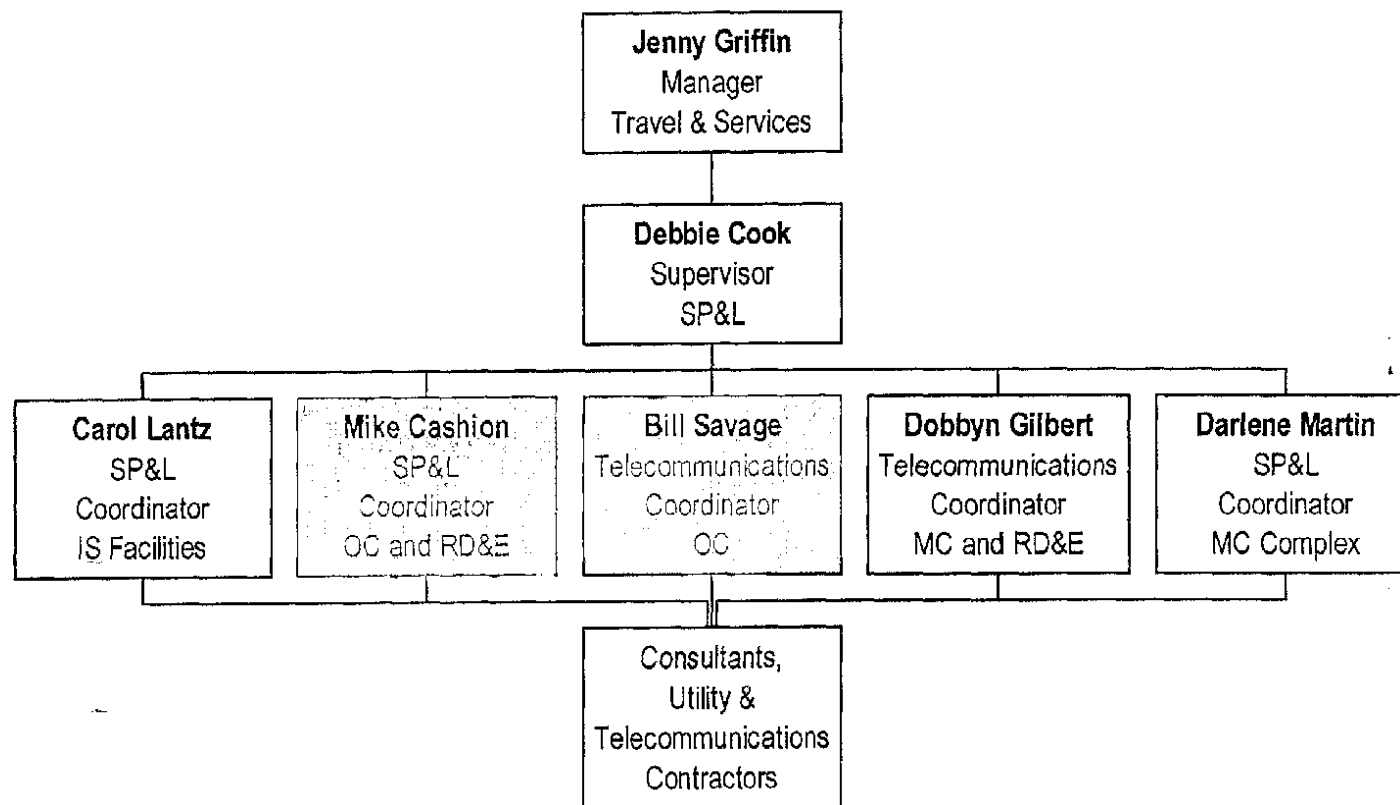 Jenny Griffin
Manager
Travel & Services
Debbie Cook
Supervisor
SP&L
Carol Lantz
SP&L
Coordinator
IS Facilities
Mike Cashion
SP&L
Coordinator
OC and RD&E
Bill Savage
Telecommunications
Coordinator
OC
Dobbyn Gilbert
Telecommunications
Coordinator
MC and RD&E
Darlene Martin
SP&L
Coordinator
MC Complex
Consultants,
Utility &
Telecommunications
Contractors